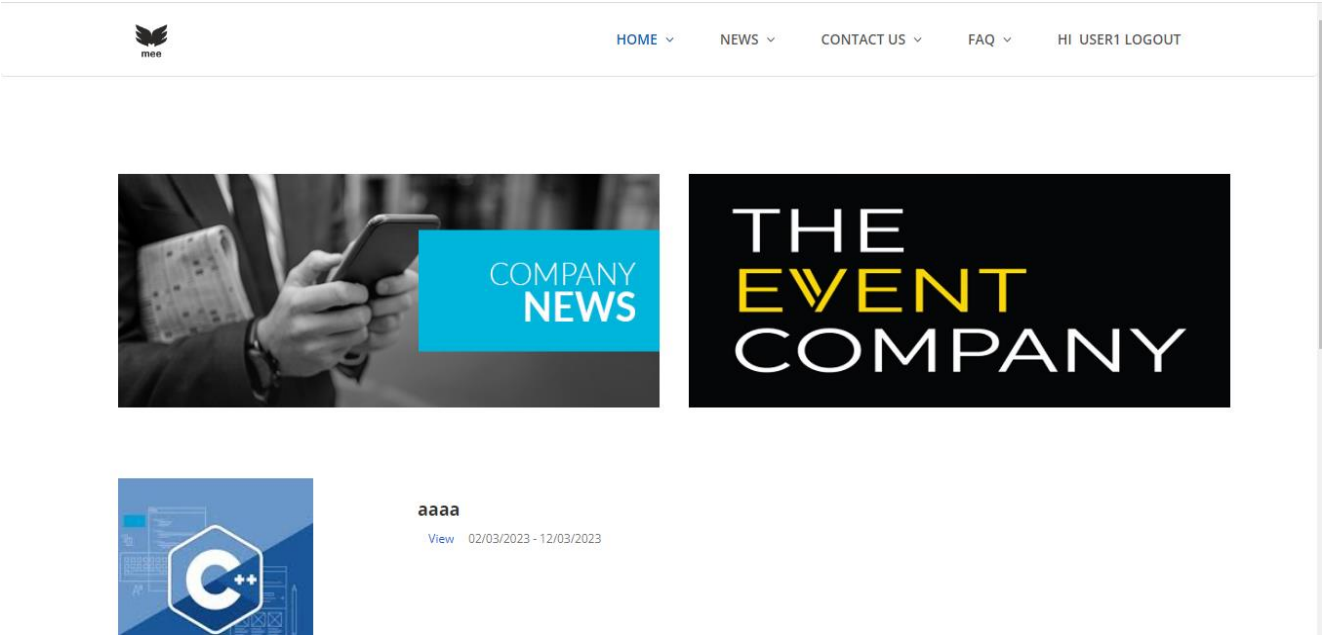 mee
HOME NEWS CONTACT US FAQ HI USER1 LOGOUT
COMPANY
NEWS
THE
EVENT
COMPANY
C++
aaaa
View 02/03/2023 - 12/03/2023